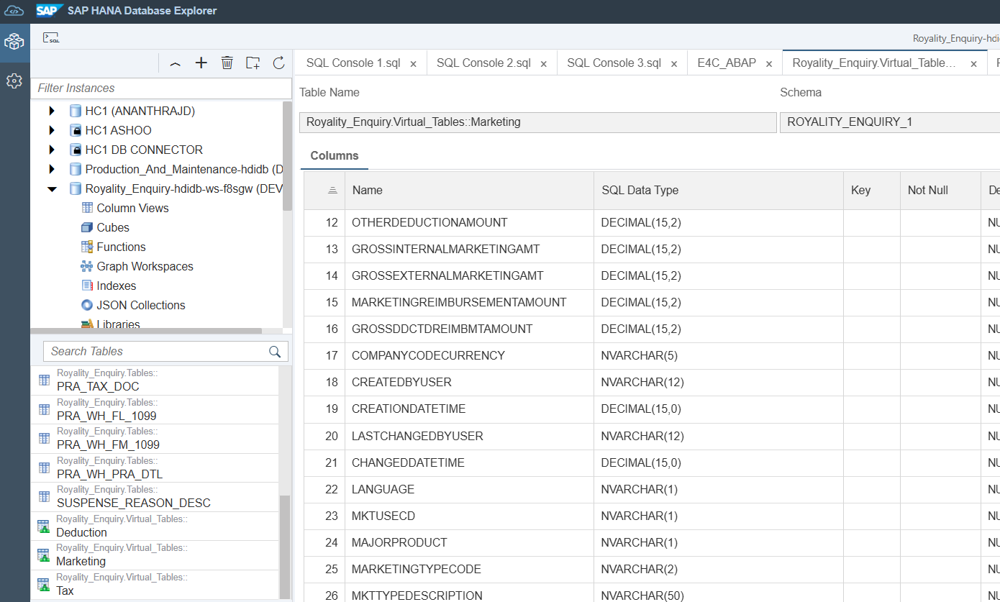 SAP SAP HANA Database Explorer
SQL
Royality_Enquiry-hdi
Filter Instances
HC1 (ANANTHRAJD)
HC1 ASHOO
HC1 DB CONNECTOR
Production_And_Maintenance-hdidb (D
Royality_Enquiry-hdidb-ws-f8sgw (DEV
Column Views
Cubes
Functions
Graph Workspaces
Indexes
JSON Collections
Libraries
Search Tables
Royality_Enquiry.Tables::
PRA_TAX_DOC
Royality_Enquiry.Tables::
PRA_WH_FL_1099
Royality_Enquiry.Tables::
PRA_WH_FM_1099
Royality_Enquiry.Tables::
PRA_WH_PRA_DTL
Royality_Enquiry.Tables::
SUSPENSE_REASON_DESC
Royality_Enquiry.Virtual_Tables::
Deduction
Royality_Enquiry.Virtual_Tables::
Marketing
Royality_Enquiry.Virtual_Tables::
Tax
SQL Console 1.sql × SQL Console 2.sql × SQL Console 3.sql × E4C_ABAP × Royality_Enquiry.Virtual_Table... ×
Table Name Schema
Royality_Enquiry.Virtual_Tables::Marketing ROYALITY_ENQUIRY_1
Columns
Name SQL Data Type Key Not Null De
12 OTHERDEDUCTIONAMOUNT DECIMAL(15,2) NU
13 GROSSINTERNALMARKETINGAMT DECIMAL(15,2) NU
14 GROSSEXTERNALMARKETINGAMT DECIMAL(15,2) NU
15 MARKETINGREIMBURSEMENTAMOUNT DECIMAL(15,2) NU
16 GROSSDDCTDREIMBMTAMOUNT DECIMAL(15,2) NU
17 COMPANYCODECURRENCY NVARCHAR(5) NU
18 CREATEDBYUSER NVARCHAR(12) NU
19 CREATIONDATETIME DECIMAL(15,0) NU
20 LASTCHANGEDBYUSER NVARCHAR(12) NU
21 CHANGEDDATETIME DECIMAL(15,0) NU
22 LANGUAGE NVARCHAR(1) NU
23 MKTUSECD NVARCHAR(1) NU
24 MAJORPRODUCT NVARCHAR(1) NU
25 MARKETINGTYPECODE NVARCHAR(2) NU
26 MKTTYPEDESCRIPTION NVARCHAR(50) NU